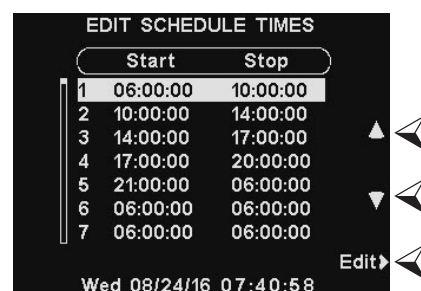 EDIT SCHEDULE TIMES
Start Stop
1 06:00:00 10:00:00
2 10:00:00 14:00:00
3 14:00:00 17:00:00
4 17:00:00 20:00:00
5 21:00:00 06:00:00
6 06:00:00 06:00:00
7 06:00:00 06:00:00
Edit
Wed 08/24/16 07:40:58